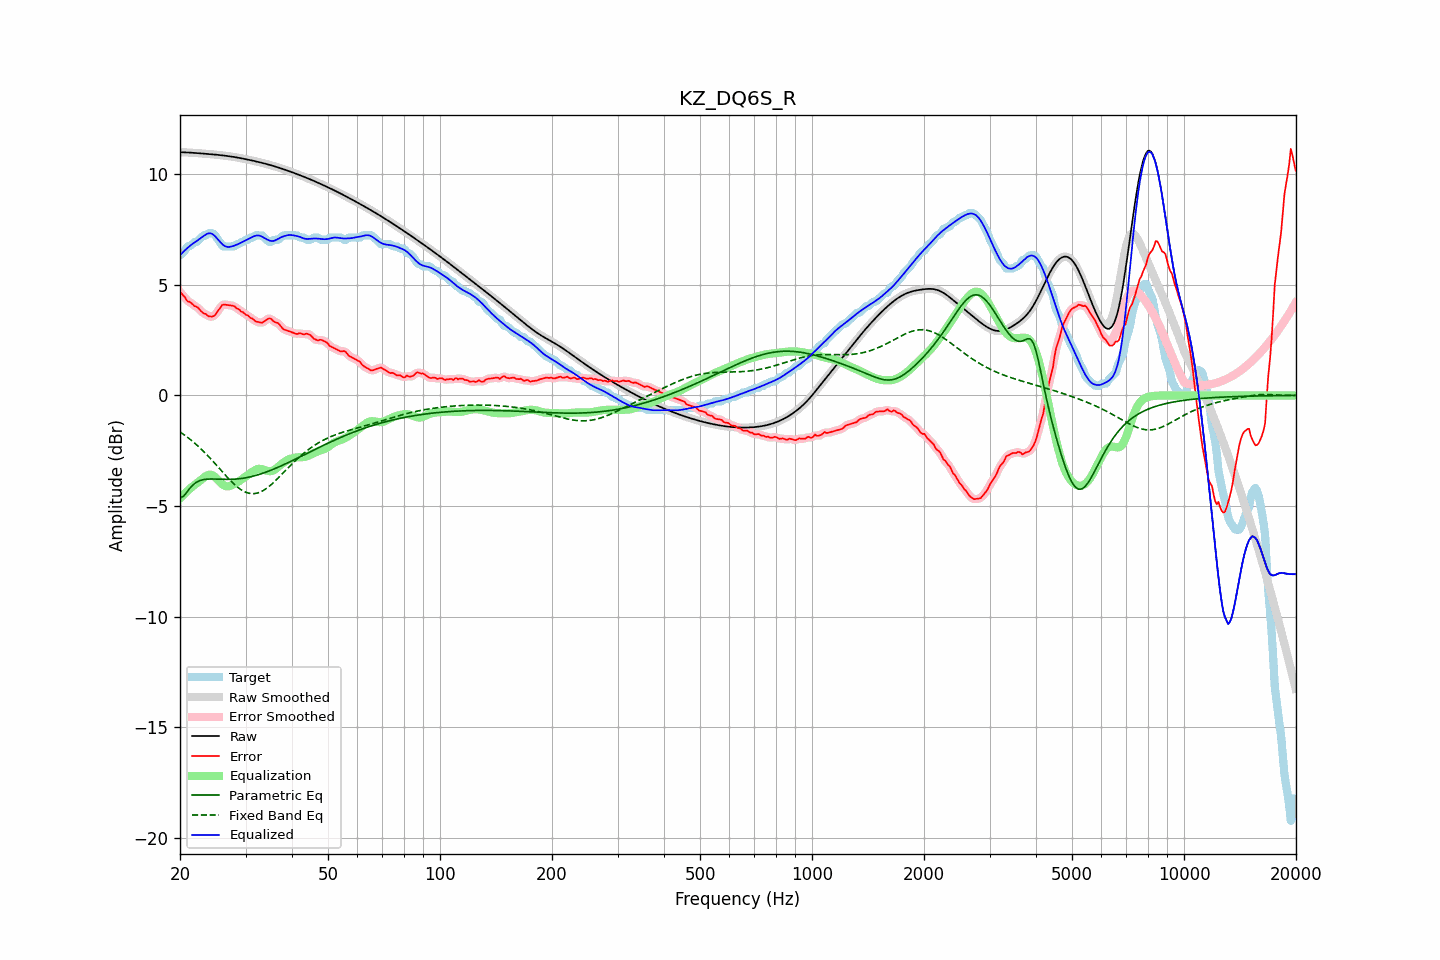 KZ_DQ6S_R
Amplitude (dBr)
10
5
0
−5
−10
−15
−20
Target
Raw Smoothed
Error Smoothed
Raw
Error
Equalization
Parametric Eq
Fixed Band Eq
Equalized
20 50 100 200 500 1000 2000 5000 10000 20000
Frequency (Hz)